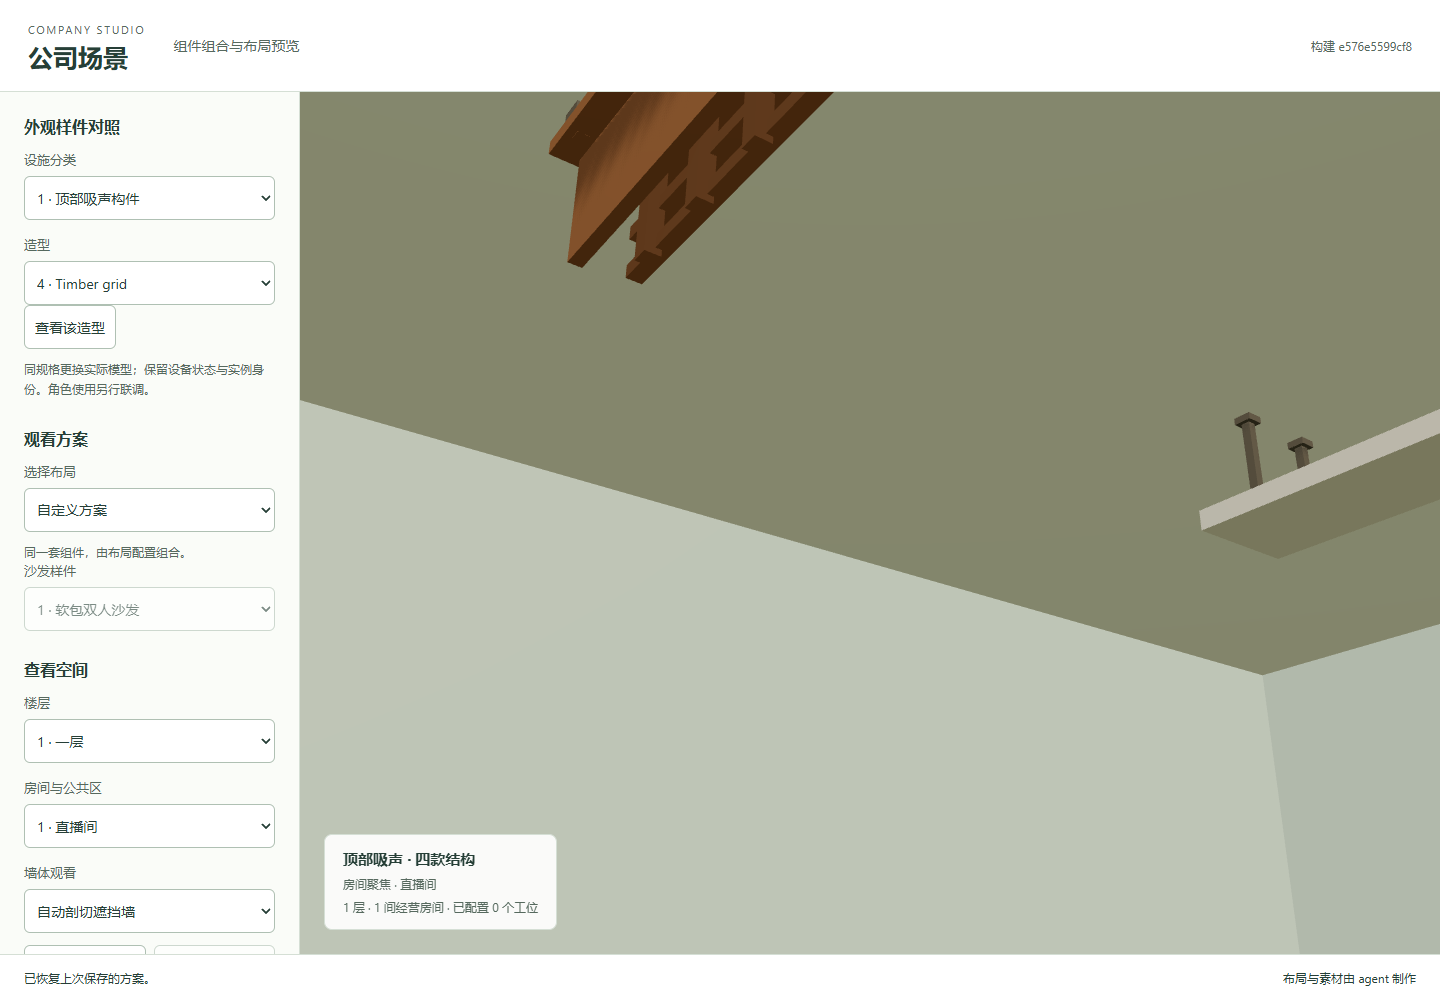 COMPANY STUDIO
公司场景
组件组合与布局预览
构建 e576e5599cf8
外观样件对照
设施分类
1 · 顶部吸声构件
造型
4 · Timber grid
查看该造型
同规格更换实际模型；保留设备状态与实例身
份。角色使用另行联调。
观看方案
选择布局
自定义方案
同一套组件，由布局配置组合。
沙发样件
1 · 软包双人沙发
查看空间
楼层
1 · 一层
房间与公共区
1 · 直播间
墙体观看
自动剖切遮挡墙
顶部吸声 · 四款结构
房间聚焦 · 直播间
1 层 · 1 间经营房间 · 已配置 0 个工位
已恢复上次保存的方案。
布局与素材由 agent 制作